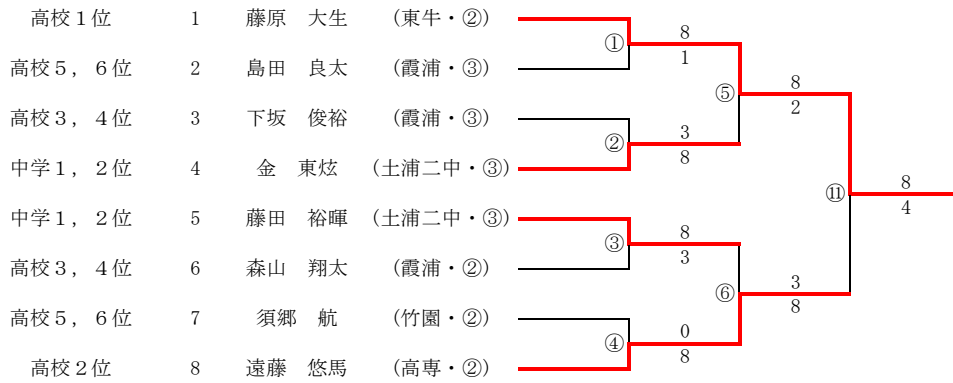 高校１位 1 藤原　大生 (東牛・②)
① 8 1
高校５，６位 2 島田　良太 (霞浦・③)
⑤ 8 2
高校３，４位 3 下坂　俊裕 (霞浦・③)
② 3 8
中学１，２位 4 金　東炫 (土浦二中・③)
⑪ 8 4
中学１，２位 5 藤田　裕暉 (土浦二中・③)
③ 8 3
高校３，４位 6 森山　翔太 (霞浦・②)
⑥ 3 8
高校５，６位 7 須郷　航 (竹園・②)
④ 0 8
高校２位 8 遠藤　悠馬 (高専・②)